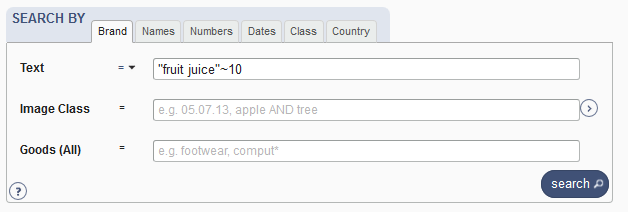 SEARCH BY
Brand Names Numbers Dates Class Country
Text = "fruit juice"~10
Image Class = e.g. 05.07.13, apple AND tree
Goods (All) = e.g. footwear, comput*
? search